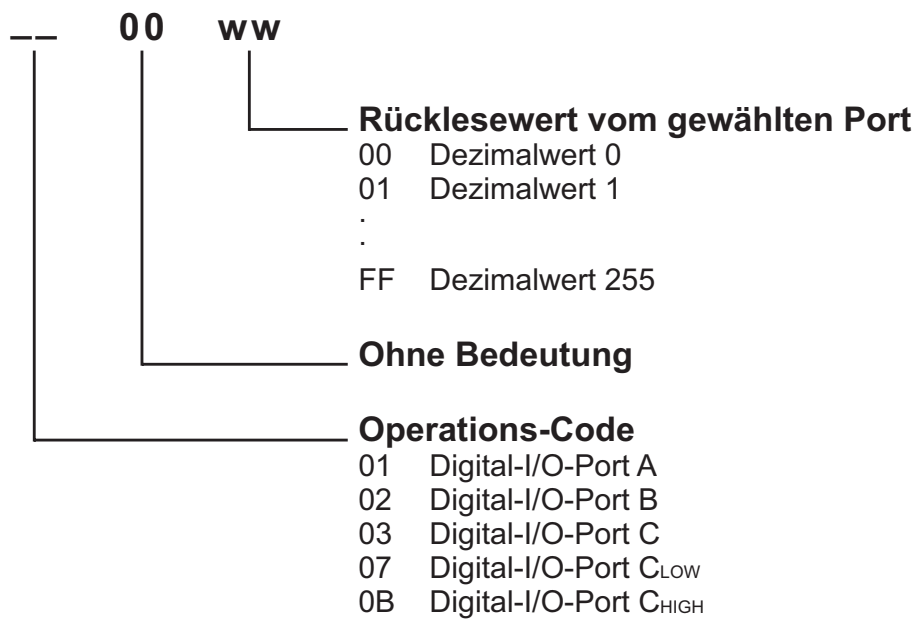 __ 00 ww
Rücklesewert vom gewählten Port
00 Dezimalwert 0
01 Dezimalwert 1
.
.
FF Dezimalwert 255
Ohne Bedeutung
Operations-Code
01 Digital-I/O-Port A
02 Digital-I/O-Port B
03 Digital-I/O-Port C
07 Digital-I/O-Port CLOW
0B Digital-I/O-Port CHIGH